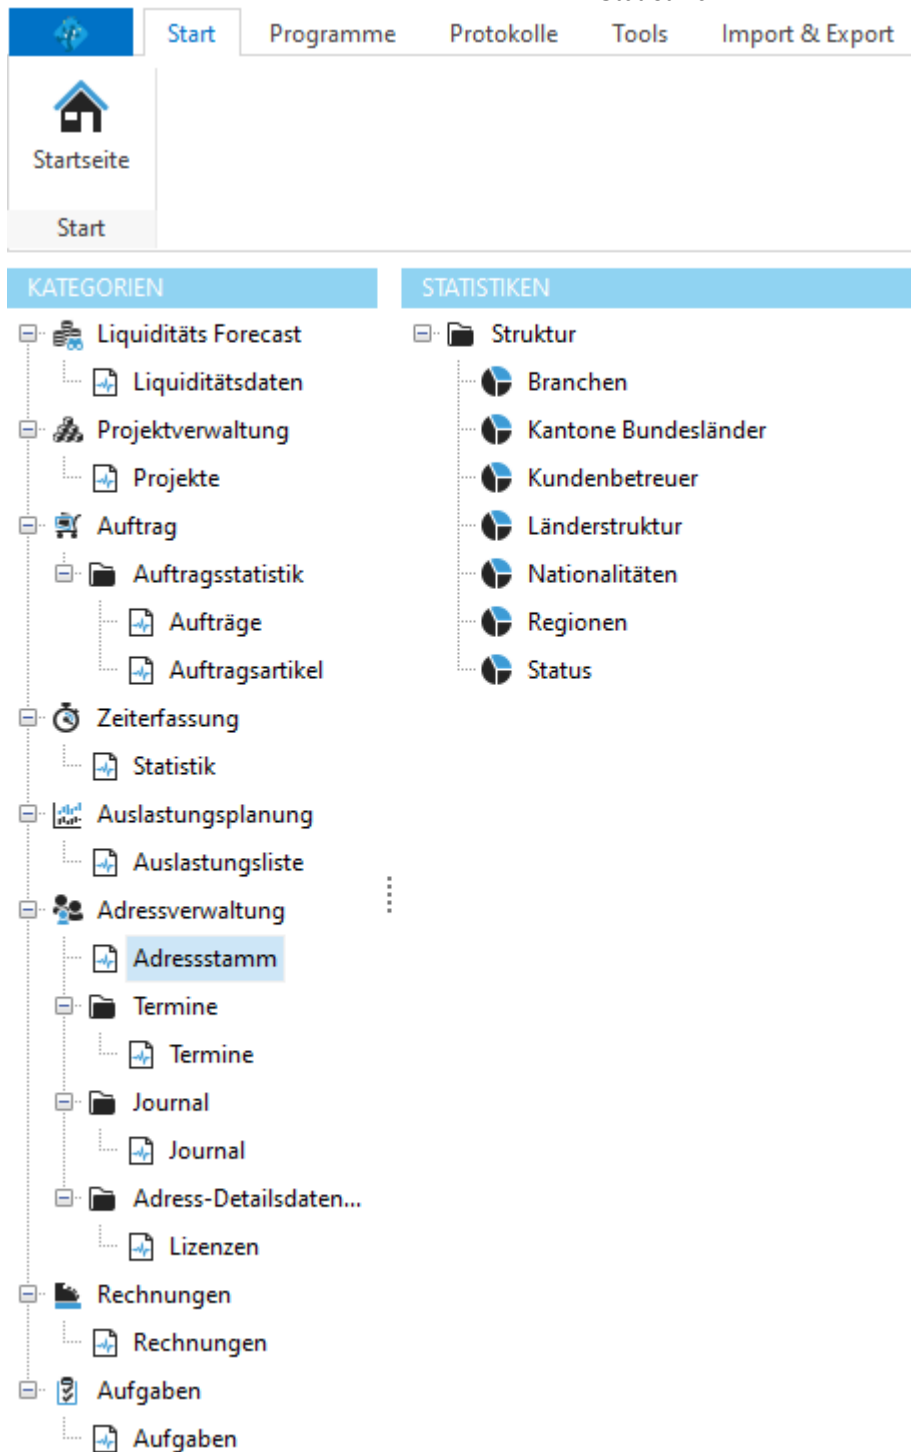 Start Programme Protokolle Tools Import & Export
Startseite
Start
KATEGORIEN
Liquiditäts Forecast
Liquiditätsdaten
Projektverwaltung
Projekte
Auftrag
Auftragsstatistik
Aufträge
Auftragsartikel
Zeiterfassung
Statistik
Auslastungsplanung
Auslastungsliste
Adressverwaltung
Adressstamm
Termine
Termine
Journal
Journal
Adress-Detailsdaten...
Lizenzen
Rechnungen
Rechnungen
Aufgaben
Aufgaben
STATISTIKEN
Struktur
Branchen
Kantone Bundesländer
Kundenbetreuer
Länderstruktur
Nationalitäten
Regionen
Status